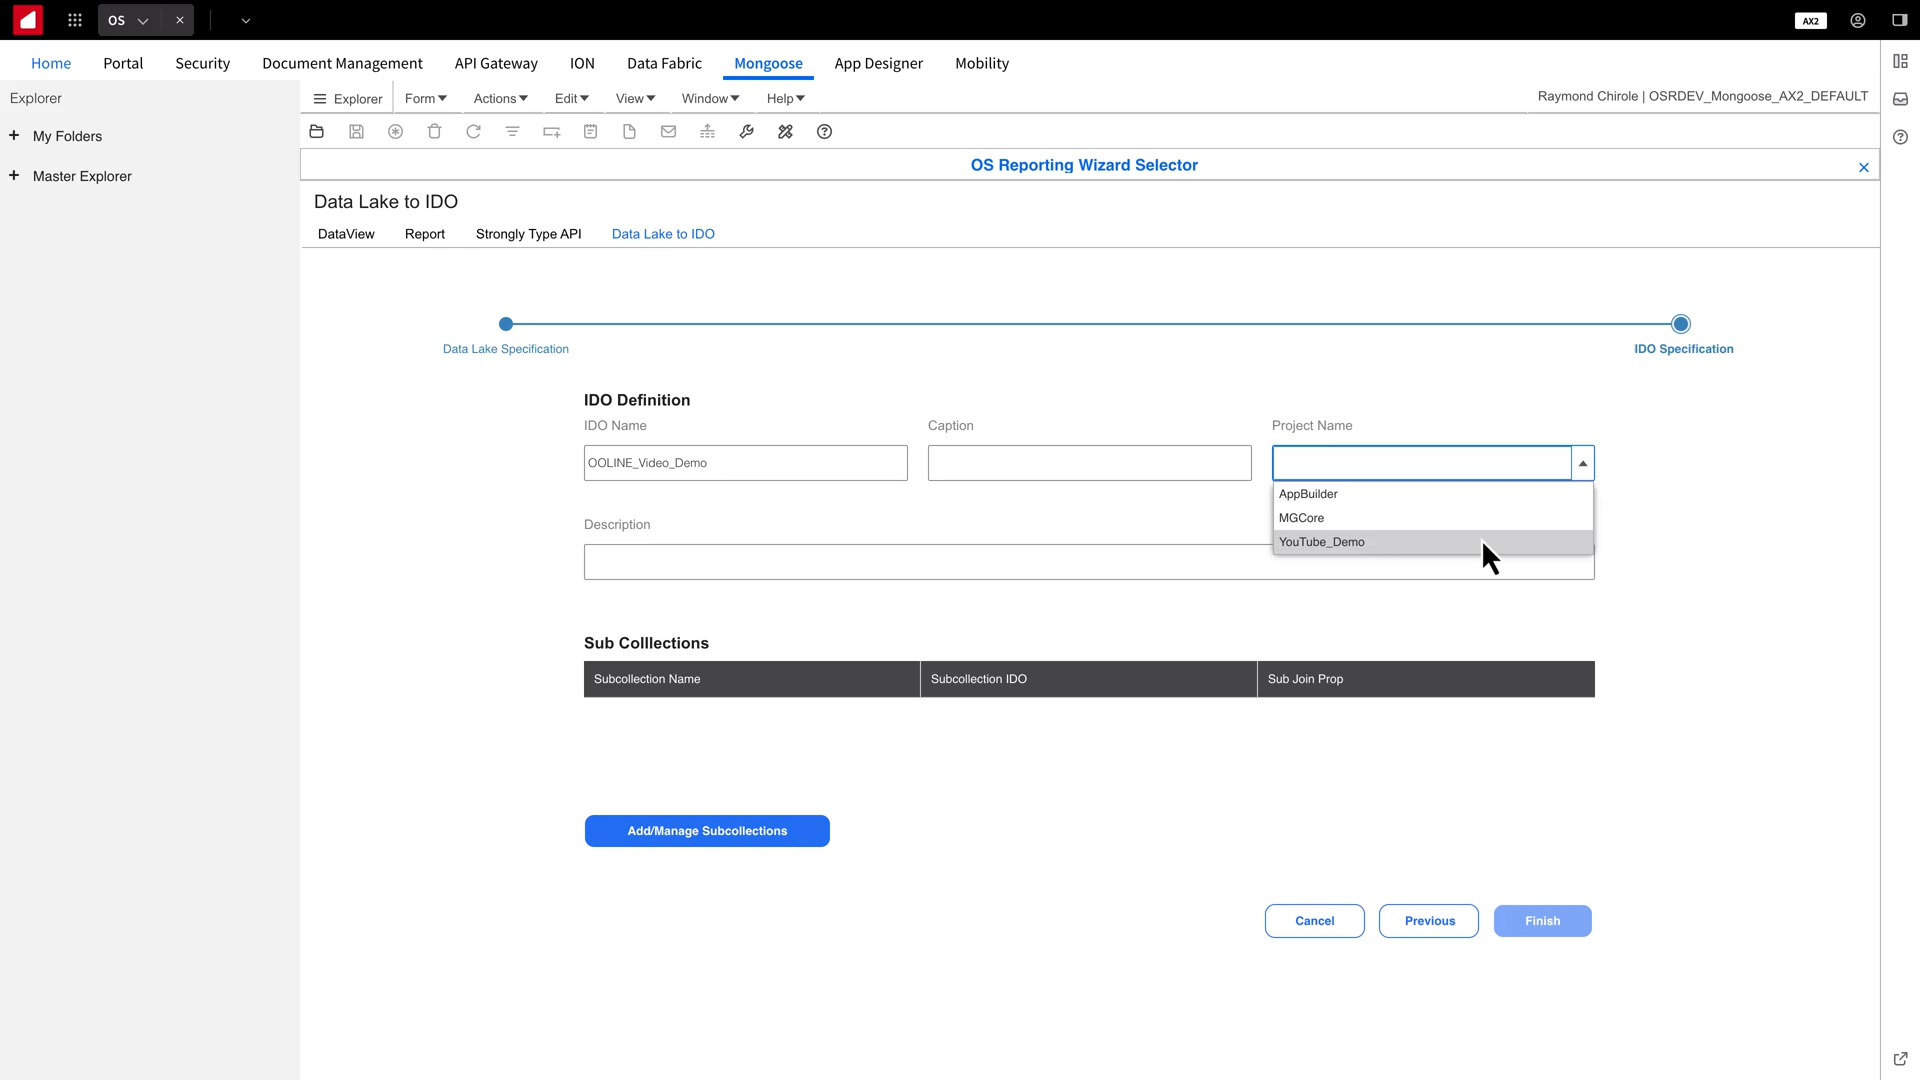 OS
AX2
Home Portal Security Document Management API Gateway ION Data Fabric Mongoose App Designer Mobility
Explorer
My Folders
Master Explorer
Explorer Form Actions Edit View Window Help
Raymond Chirole | OSRDEV_Mongoose_AX2_DEFAULT
OS Reporting Wizard Selector
Data Lake to IDO
DataView Report Strongly Type API Data Lake to IDO
Data Lake Specification
IDO Specification
IDO Definition
IDO Name Caption Project Name
OOLINE_Video_Demo
AppBuilder
MGCore
YouTube_Demo
Description
Sub Colllections
Subcollection Name Subcollection IDO Sub Join Prop
Add/Manage Subcollections
Cancel Previous Finish